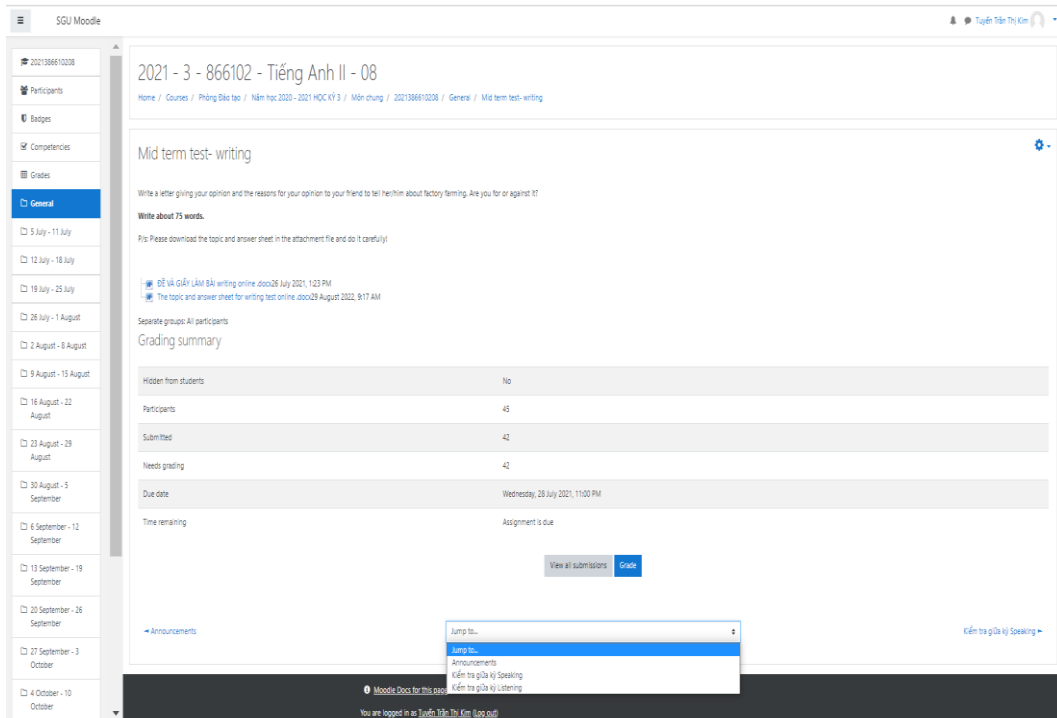 SGU Moodle
Tuyến Trần Thị Kim
2021386610208
Participants
Badges
Competencies
Grades
General
5 July - 11 July
12 July - 18 July
19 July - 25 July
26 July - 1 August
2 August - 8 August
9 August - 15 August
16 August - 22
August
23 August - 29
August
30 August - 5
September
6 September - 12
September
13 September - 19
September
20 September - 26
September
27 September - 3
October
4 October - 10
October
2021 - 3 - 866102 - Tiếng Anh II - 08
Home / Courses / Phòng Đào tạo / Năm học 2020 - 2021 HỌC KỲ 3 / Môn chung / 2021386610208 / General / Mid term test- writing
Mid term test- writing
Write a letter giving your opinion and the reasons for your opinion to your friend to tell her/him about factory farming. Are you for or against it?
Write about 75 words.
P/s: Please download the topic and answer sheet in the attachment file and do it carefully!
ĐỀ VÀ GIẤY LÀM BÀI writing online .docx26 July 2021, 1:23 PM
The topic and answer sheet for writing test online .docx29 August 2022, 9:17 AM
Separate groups: All participants
Grading summary
Hidden from students No
Participants 45
Submitted 42
Needs grading 42
Due date Wednesday, 28 July 2021, 11:00 PM
Time remaining Assignment is due
View all submissions Grade
◄ Announcements Jump to... Kiểm tra giữa kỳ Speaking ►
Jump to...
Announcements
Kiểm tra giữa kỳ Speaking
Kiểm tra giữa kỳ Listening
Moodle Docs for this page
You are logged in as Tuyến Trần Thị Kim (Log out)